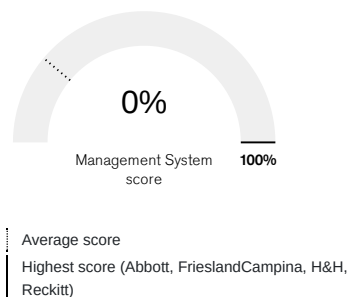 0%
Management System
score
100%
Average score
Highest score (Abbott, FrieslandCampina, H&H,
Reckitt)